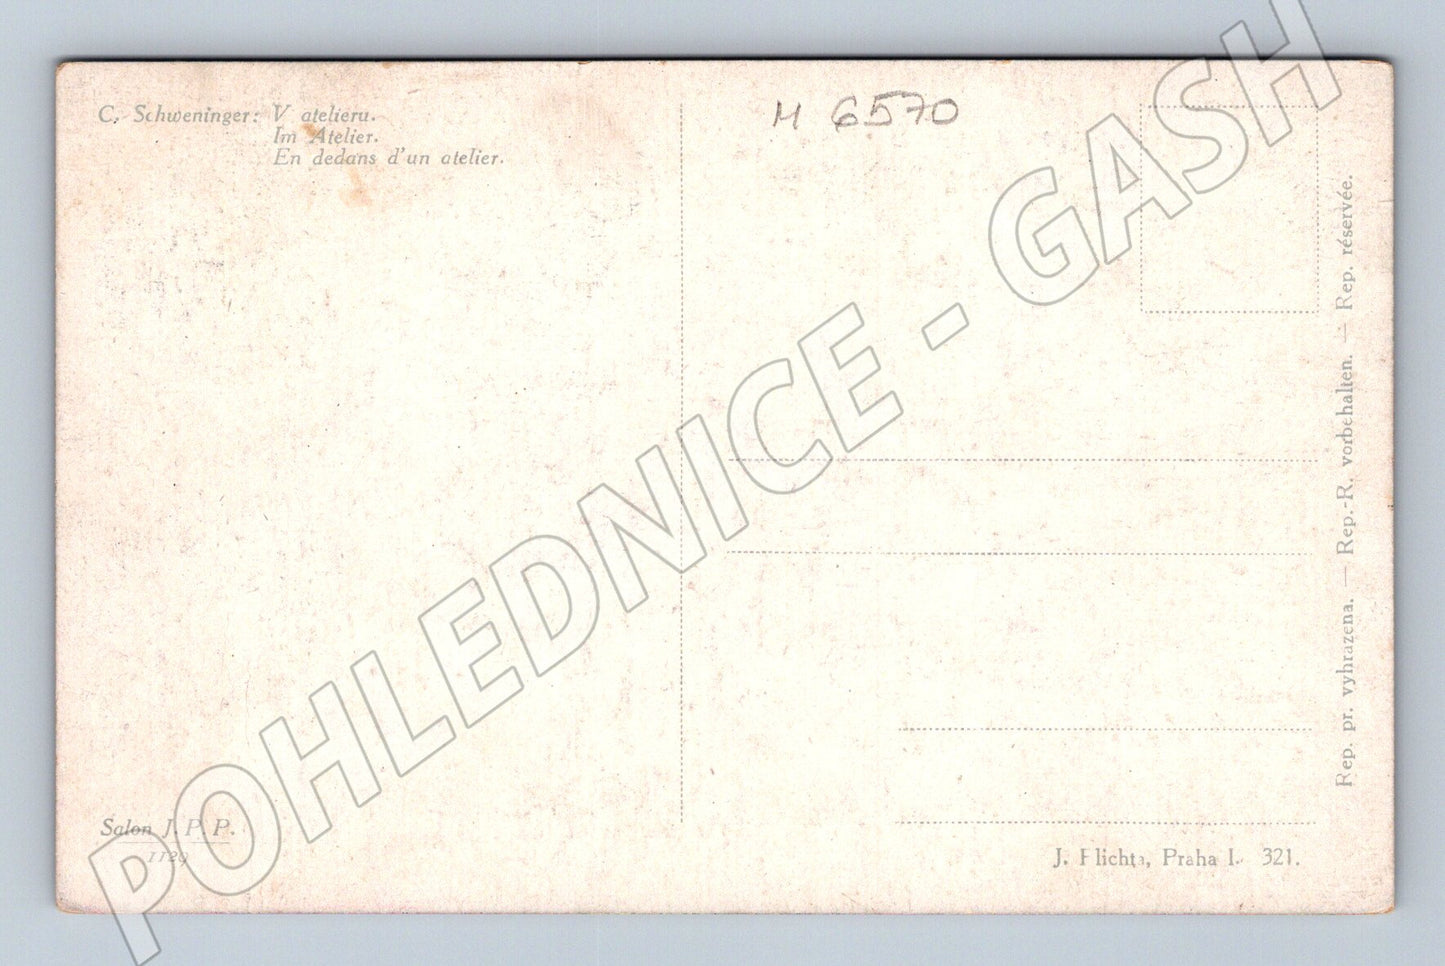 C. Schweninger: V atelieru.
Im Atelier.
En dedans d'un atelier.
M 6570
Rep. pr. vyhrazena. — Rep.-R. vorbehalten. — Rep. réservée.
Salon J. P. P.
1129
J. Flichta, Praha I. 321.
POHLEDNICE - GASH